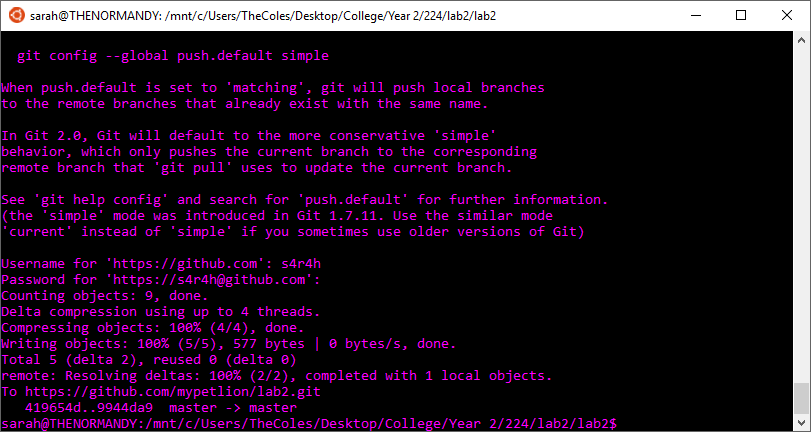 sarah@THENORMANDY: /mnt/c/Users/TheColes/Desktop/College/Year 2/224/lab2/lab2
git config --global push.default simple
When push.default is set to 'matching', git will push local branches
to the remote branches that already exist with the same name.
In Git 2.0, Git will default to the more conservative 'simple'
behavior, which only pushes the current branch to the corresponding
remote branch that 'git pull' uses to update the current branch.
See 'git help config' and search for 'push.default' for further information.
(the 'simple' mode was introduced in Git 1.7.11. Use the similar mode
'current' instead of 'simple' if you sometimes use older versions of Git)
Username for 'https://github.com': s4r4h
Password for 'https://s4r4h@github.com':
Counting objects: 9, done.
Delta compression using up to 4 threads.
Compressing objects: 100% (4/4), done.
Writing objects: 100% (5/5), 577 bytes | 0 bytes/s, done.
Total 5 (delta 2), reused 0 (delta 0)
remote: Resolving deltas: 100% (2/2), completed with 1 local objects.
To https://github.com/mypetlion/lab2.git
419654d..9944da9  master -> master
sarah@THENORMANDY:/mnt/c/Users/TheColes/Desktop/College/Year 2/224/lab2/lab2$